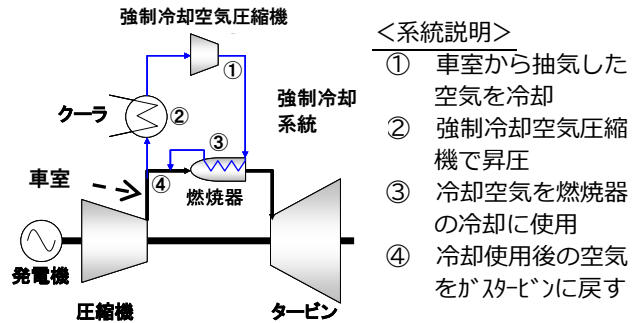 強制冷却空気圧縮機
①
強制冷却
系統
クーラ
②
③
④
車室
燃焼器
発電機
圧縮機
タービン
<系統説明>
① 車室から抽気した
空気を冷却
② 強制冷却空気圧縮
機で昇圧
③ 冷却空気を燃焼器
の冷却に使用
④ 冷却使用後の空気
をｶﾞｽﾀｰﾋﾞﾝに戻す